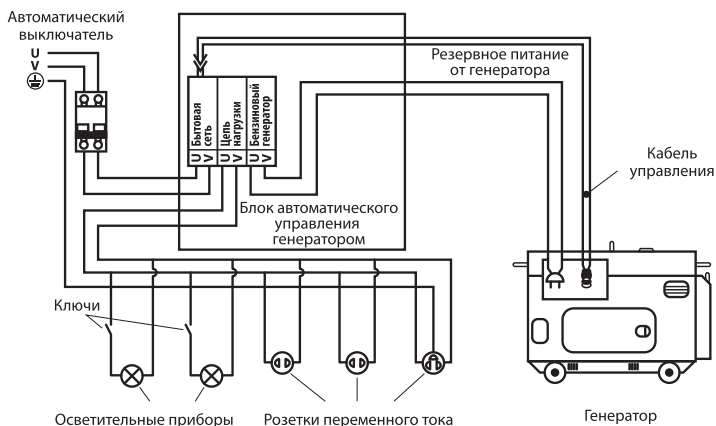 Автоматический
выключатель
U
V
Резервное питание
от генератора
Бытовая
сеть
Цепь
нагрузки
Бензиновый
генератор
U
V
U
V
U
V
Кабель
управления
Блок автоматического
управления
генератором
Ключи
Осветительные приборы
Розетки переменного тока
Генератор